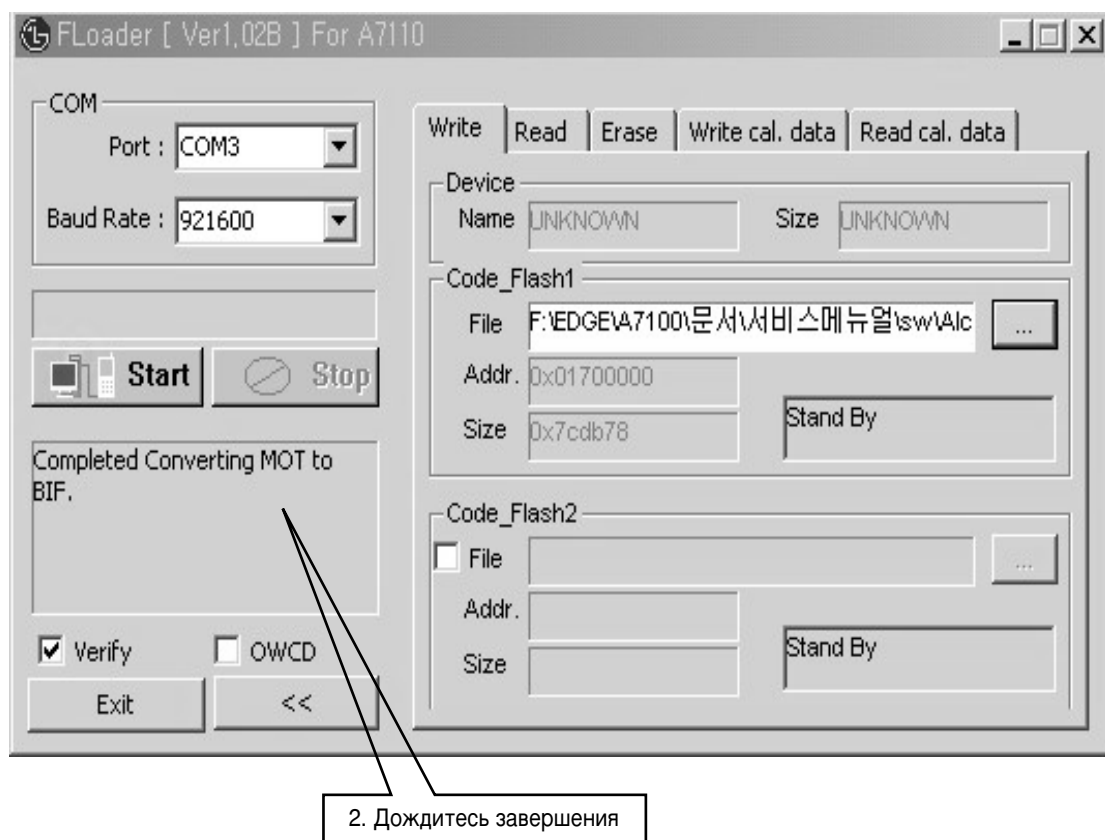 FLoader [ Ver1,02B ] For A7110
COM
Port : COM3
Baud Rate : 921600
Start
Stop
Completed Converting MOT to
BIF.
Verify
OWCD
Exit
<<
Write
Read
Erase
Write cal. data
Read cal. data
Device
Name UNKNOWN
Size UNKNOWN
Code_Flash1
File F:\EDGE\A7100\문서\서비스메뉴얼\sw\Alc
...
Addr. 0x01700000
Size 0x7cdb78
Stand By
Code_Flash2
File
...
Addr.
Size
Stand By
2. Дождитесь завершения